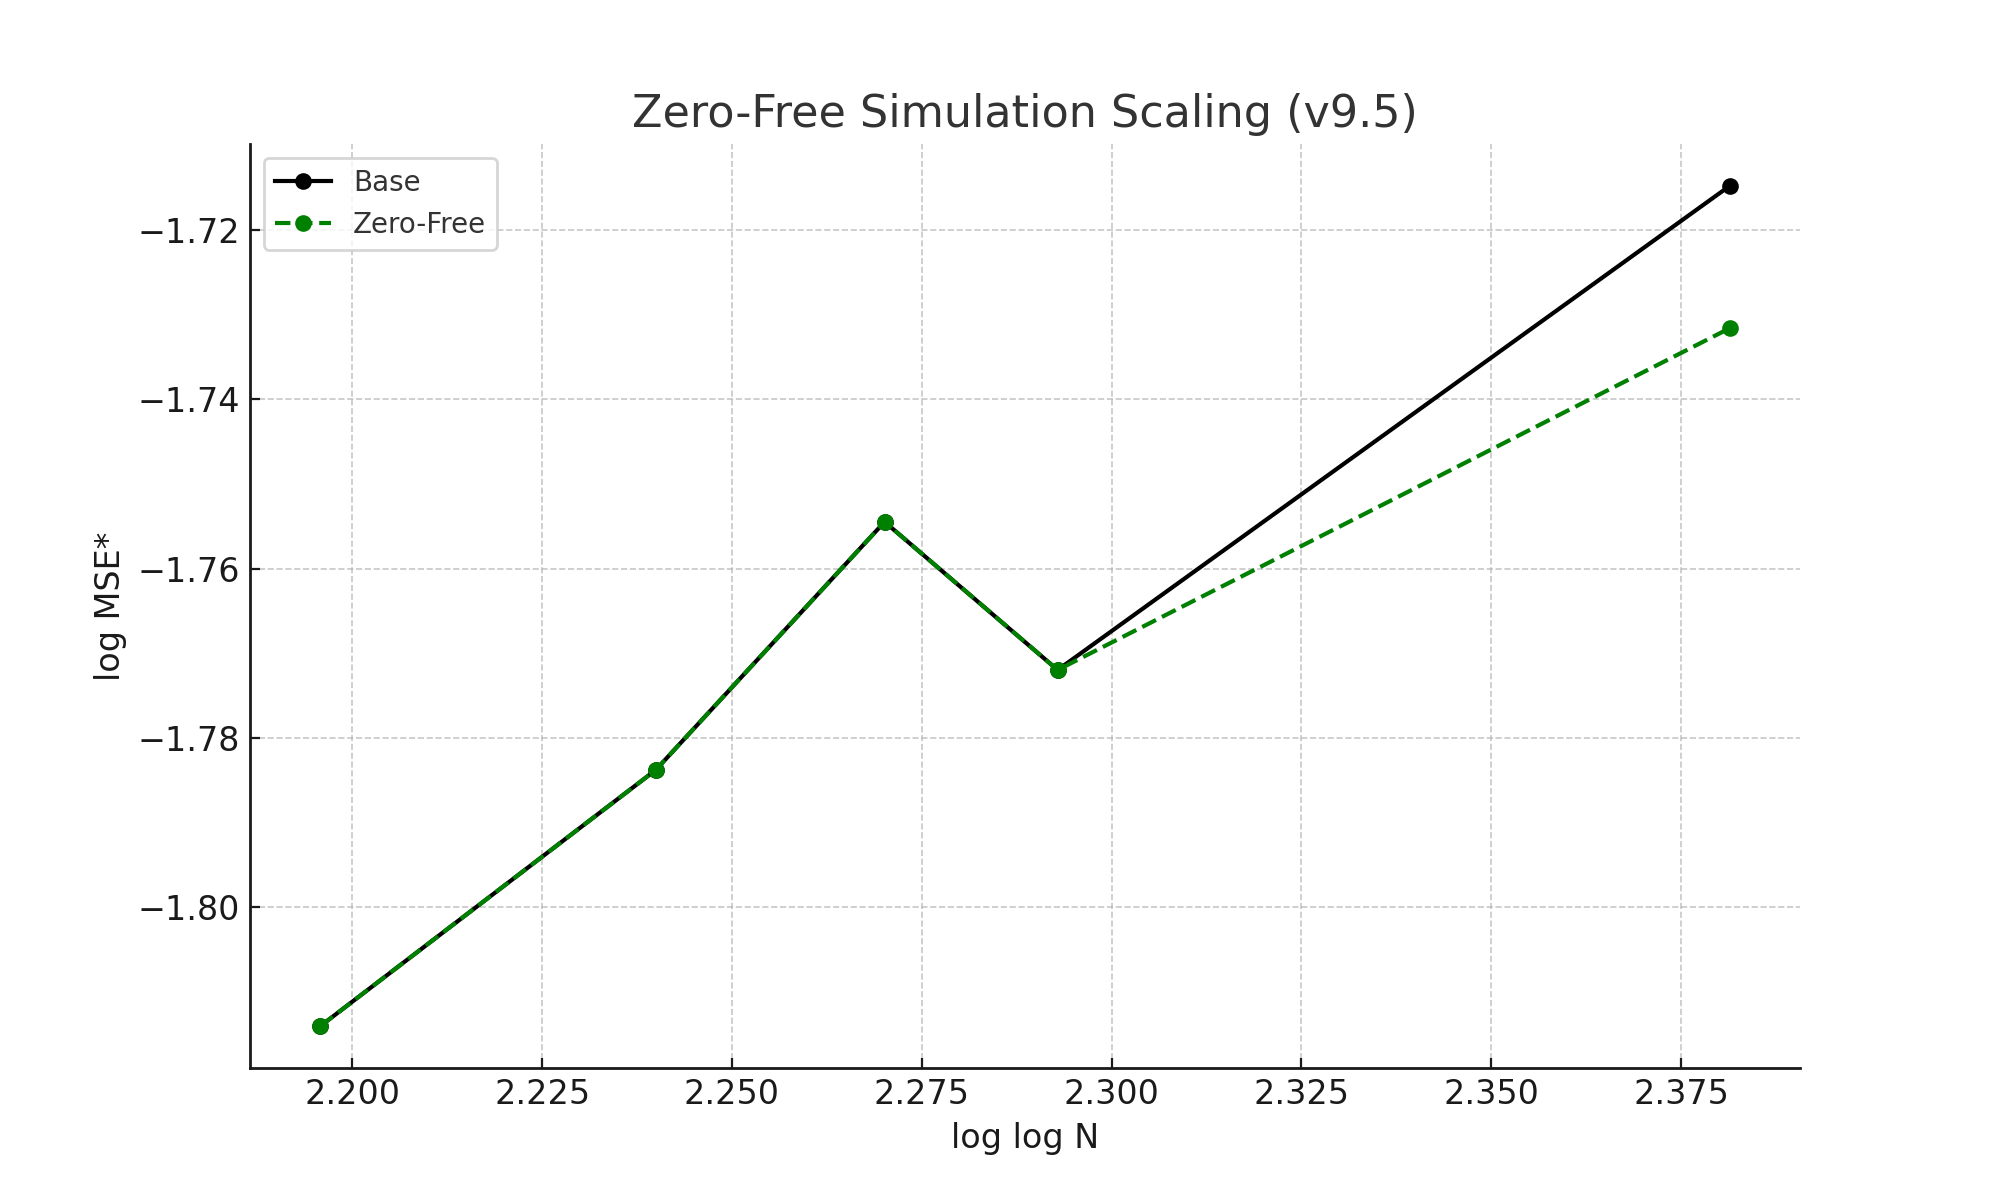 Zero-Free Simulation Scaling (v9.5)
Base
Zero-Free
−1.72
−1.74
−1.76
−1.78
−1.80
log MSE*
2.200 2.225 2.250 2.275 2.300 2.325 2.350 2.375
log log N